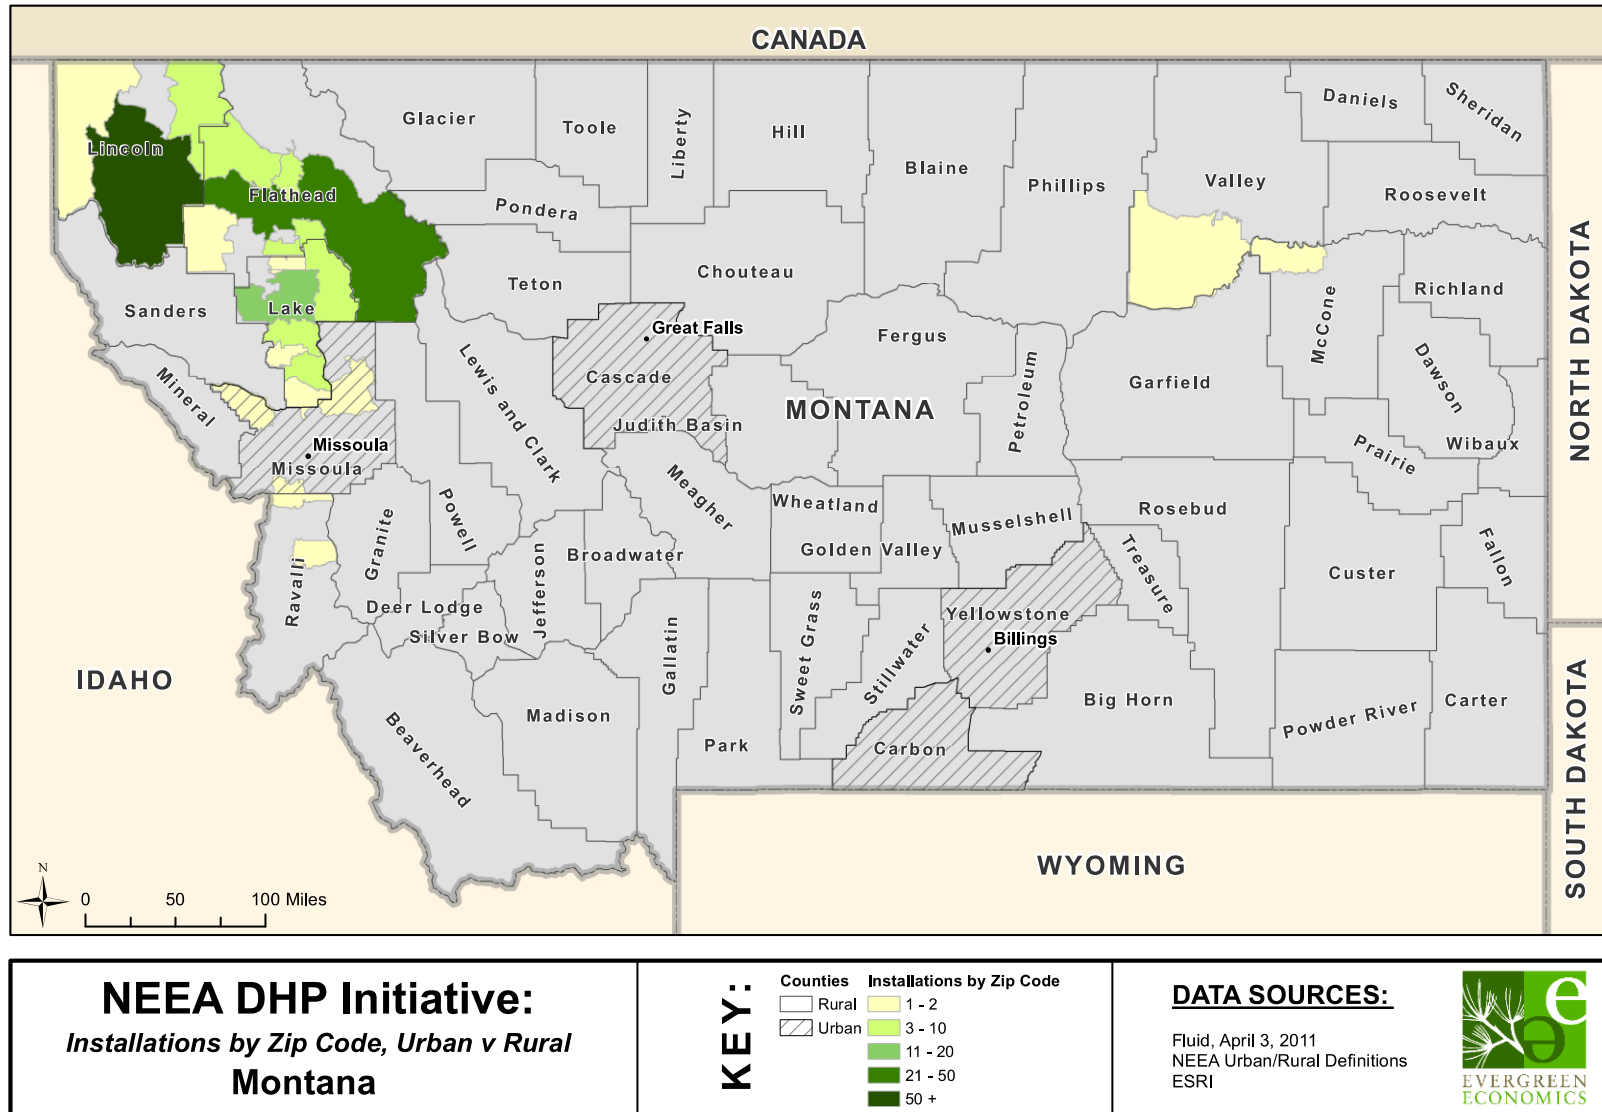 CANADA
Lincoln
Flathead
Glacier
Toole
Liberty
Hill
Blaine
Phillips
Valley
Daniels
Sheridan
Roosevelt
Pondera
Teton
Chouteau
Sanders
Lake
Great Falls
Cascade
Judith Basin
Fergus
Petroleum
Garfield
McCone
Richland
Dawson
Wibaux
Prairie
Mineral
Missoula
Missoula
Lewis and Clark
Powell
Granite
Ravalli
Meagher
MONTANA
Wheatland
Golden Valley
Musselshell
Rosebud
Treasure
Custer
Fallon
Deer Lodge
Silver Bow
Jefferson
Broadwater
Gallatin
Sweet Grass
Stillwater
Yellowstone
Billings
Big Horn
Powder River
Carter
Beaverhead
Madison
Park
Carbon
IDAHO
WYOMING
NORTH DAKOTA
SOUTH DAKOTA
N
0 50 100 Miles
NEEA DHP Initiative:
Installations by Zip Code, Urban v Rural
Montana
KEY:
Counties
Rural
Urban
Installations by Zip Code
1 - 2
3 - 10
11 - 20
21 - 50
50 +
DATA SOURCES:
Fluid, April 3, 2011
NEEA Urban/Rural Definitions
ESRI
e
e
EVERGREEN
ECONOMICS